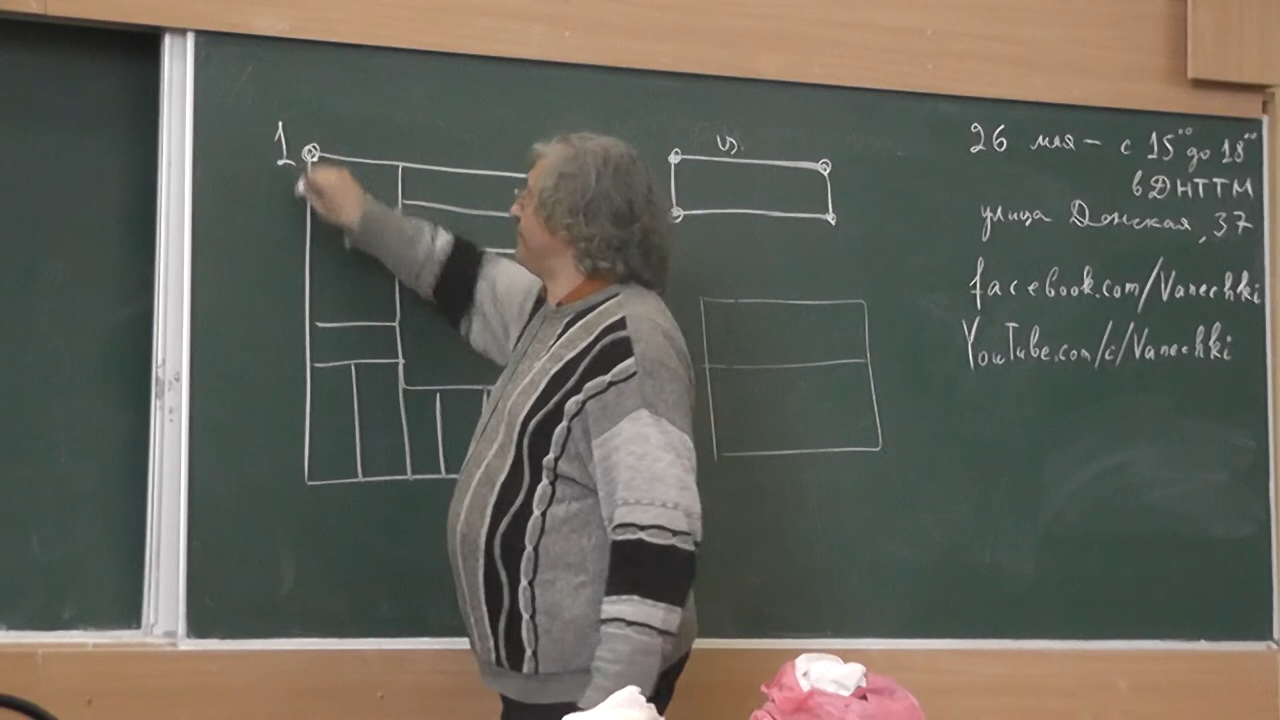 1
26 мая - с 15⁰⁰ до 18⁰⁰
в ДНТТМ
улица Донская, 37
facebook.com/Vanechki
YouTube.com/c/Vanechki